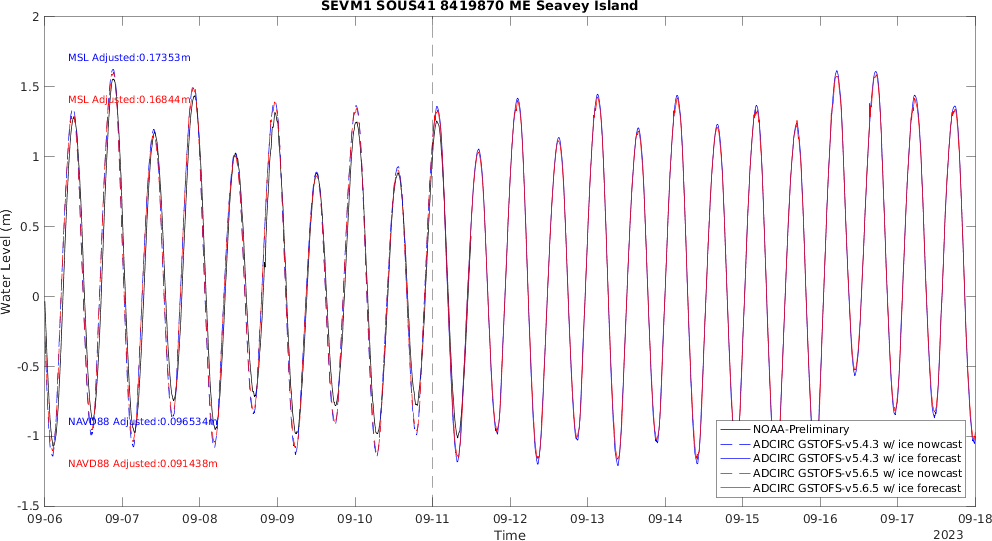 SEVM1 SOUS41 8419870 ME Seavey Island
2
1.5
1
0.5
0
-0.5
-1
-1.5
Water Level (m)
MSL Adjusted:0.17353m
MSL Adjusted:0.16844m
NAVD88 Adjusted:0.096534m
NAVD88 Adjusted:0.091438m
NOAA-Preliminary
ADCIRC GSTOFS-v5.4.3 w/ ice nowcast
ADCIRC GSTOFS-v5.4.3 w/ ice forecast
ADCIRC GSTOFS-v5.6.5 w/ ice nowcast
ADCIRC GSTOFS-v5.6.5 w/ ice forecast
09-06 09-07 09-08 09-09 09-10 09-11 09-12 09-13 09-14 09-15 09-16 09-17 09-18
Time
2023